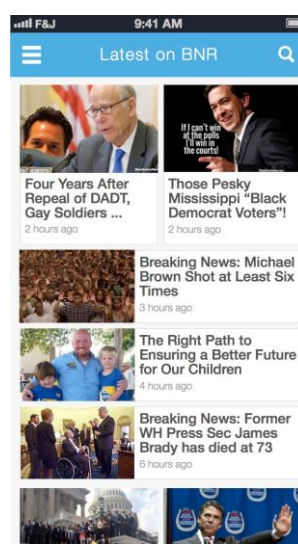 F&J 9:41 AM
Latest on BNR
If I can't win
at the polls
I'll win in
the courts!
Four Years After
Repeal of DADT,
Gay Soldiers ...
2 hours ago
Those Pesky
Mississippi “Black
Democrat Voters”!
2 hours ago
Breaking News: Michael
Brown Shot at Least Six
Times
3 hours ago
The Right Path to
Ensuring a Better Future
for Our Children
4 hours ago
Breaking News: Former
WH Press Sec James
Brady has died at 73
6 hours ago